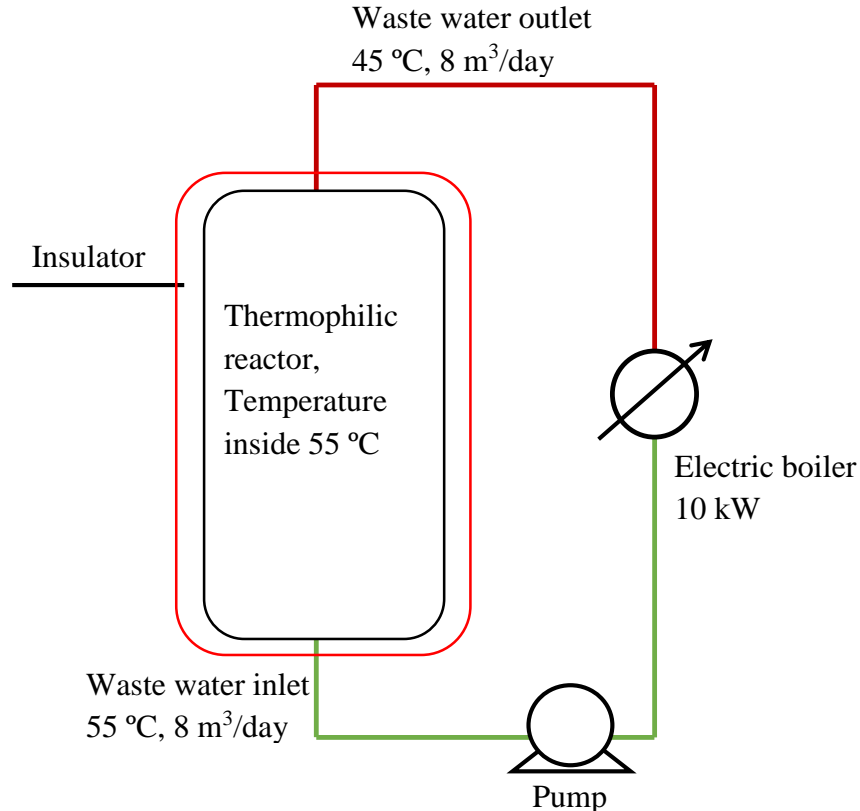 Waste water outlet
45 ºC, 8 m³/day
Insulator
Thermophilic
reactor,
Temperature
inside 55 ºC
Electric boiler
10 kW
Waste water inlet
55 ºC, 8 m³/day
Pump